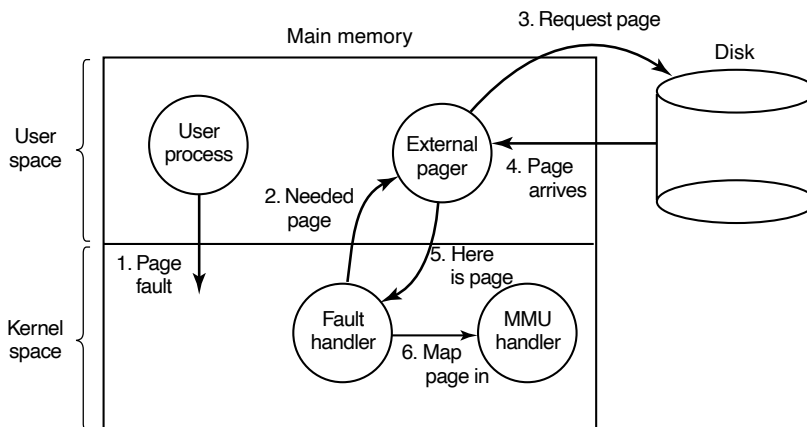 3. Request page
Main memory
Disk
User
space
User
process
External
pager
2. Needed
page
4. Page
arrives
1. Page
fault
5. Here
is page
Kernel
space
Fault
handler
MMU
handler
6. Map
page in